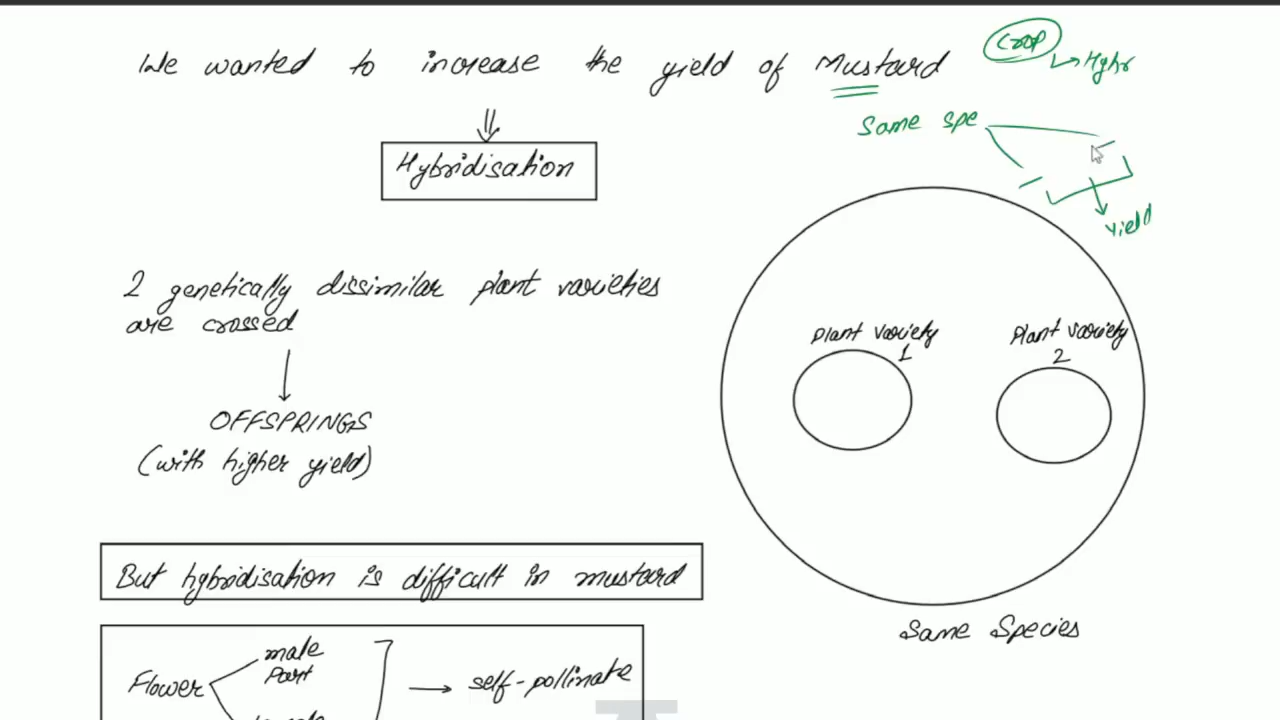 We wanted to increase the yield of Mustard
Crop
Hybr
Same spe
Yield
Hybridisation
2 genetically dissimilar plant varieties
are crossed
OFFSPRINGS
(with higher yield)
Plant variety
1
Plant variety
2
Same Species
But hybridisation is difficult in mustard
Flower
male
Part
self-pollinate